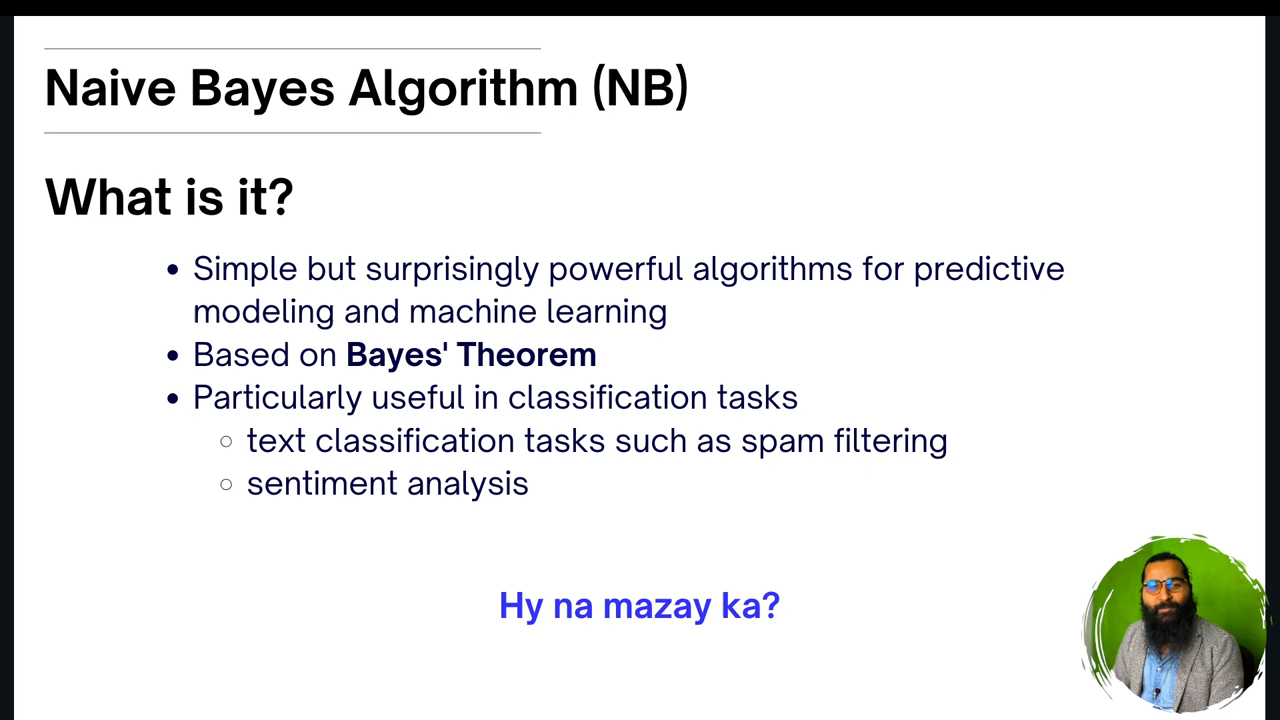 Naive Bayes Algorithm (NB)
What is it?
• Simple but surprisingly powerful algorithms for predictive
modeling and machine learning
• Based on Bayes' Theorem
• Particularly useful in classification tasks
○ text classification tasks such as spam filtering
○ sentiment analysis
Hy na mazay ka?